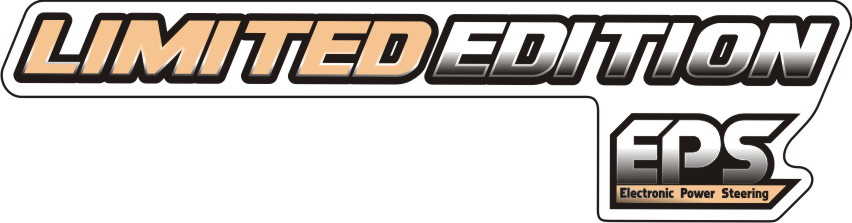 LIMITED EDITION
EPS
Electronic Power Steering